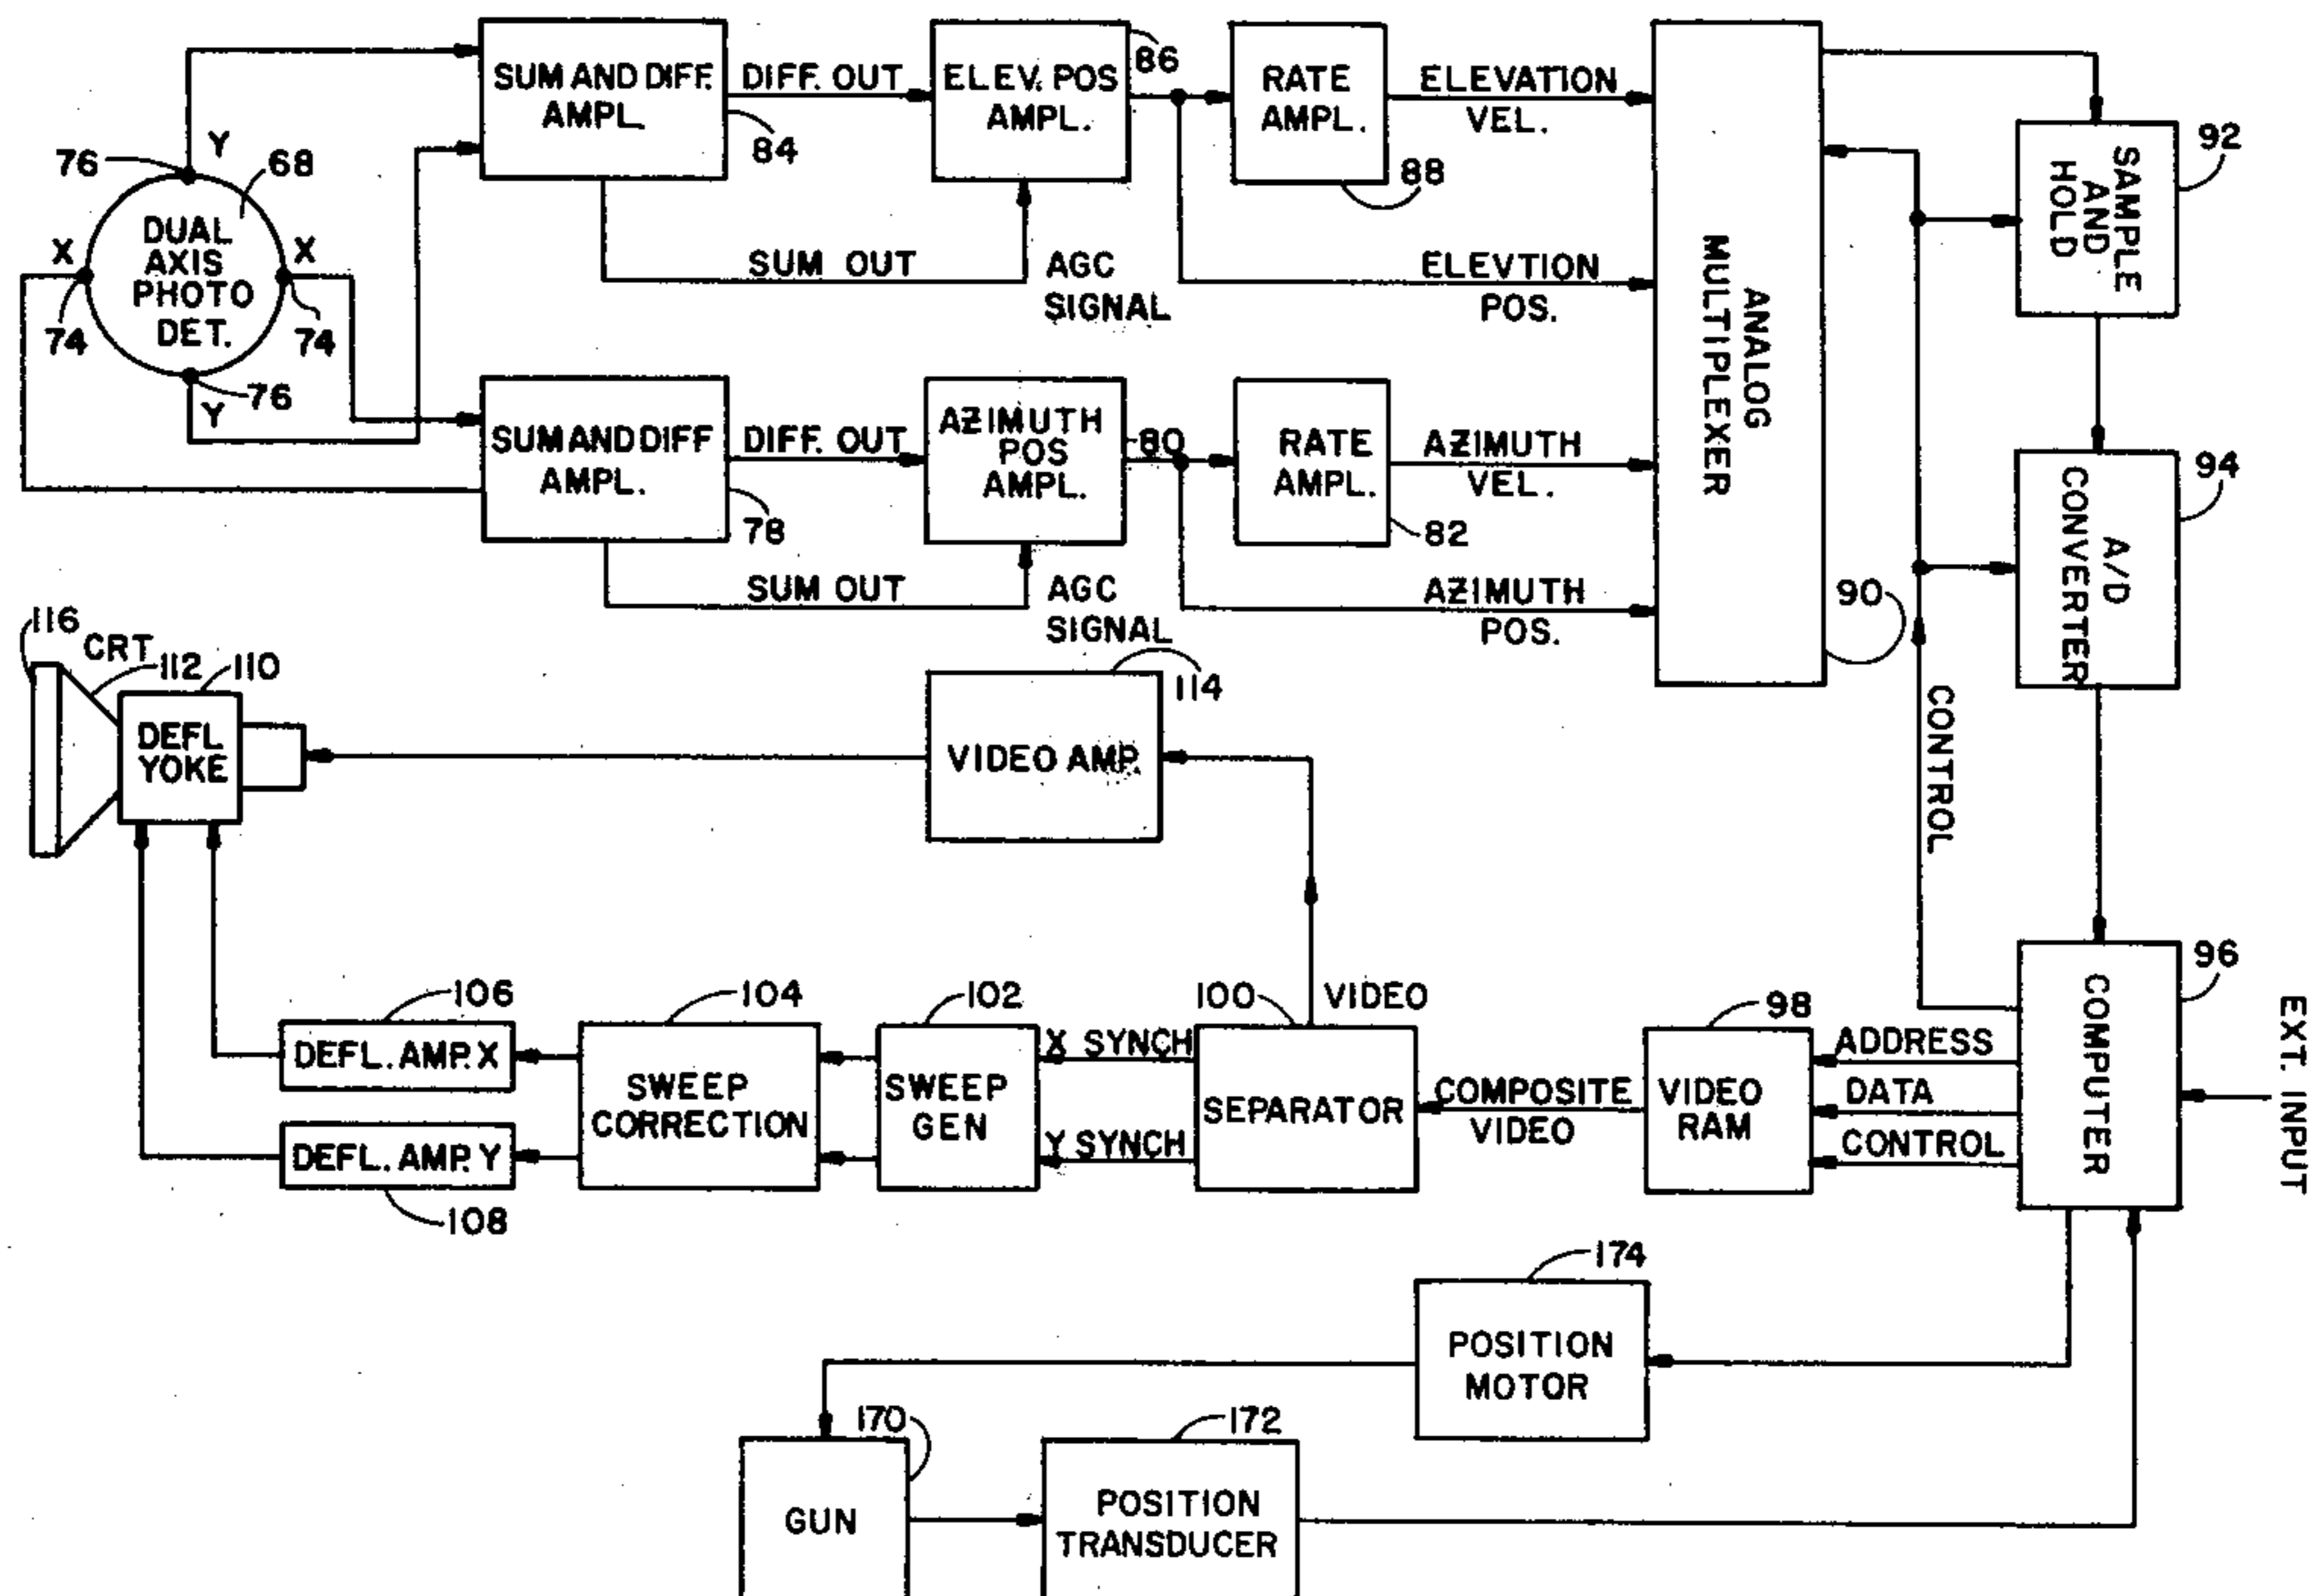 SUM AND DIFF.
AMPL.
84
DIFF. OUT
ELEV. POS
AMPL.
86
RATE
AMPL.
88
ELEVATION
VEL.
ANALOG
MULTIPLEXER
90
SAMPLE
AND
HOLD
92
76
Y
68
X
X
DUAL
AXIS
PHOTO
DET.
74
74
76
Y
SUM OUT
AGC
SIGNAL
ELEVTION
POS.
SUM AND DIFF
AMPL.
78
DIFF. OUT
AZIMUTH
POS
AMPL.
80
RATE
AMPL.
82
AZIMUTH
VEL.
A/D
CONVERTER
94
SUM OUT
AGC
SIGNAL
AZIMUTH
POS.
116
CRT
112
110
DEFL
YOKE
114
VIDEO AMP.
CONTROL
96
COMPUTER
EXT. INPUT
106
DEFL. AMP. X
104
SWEEP
CORRECTION
102
SWEEP
GEN
X SYNCH
Y SYNCH
100
VIDEO
SEPARATOR
COMPOSITE
VIDEO
98
VIDEO
RAM
ADDRESS
DATA
CONTROL
DEFL. AMP. Y
108
174
POSITION
MOTOR
170
GUN
172
POSITION
TRANSDUCER